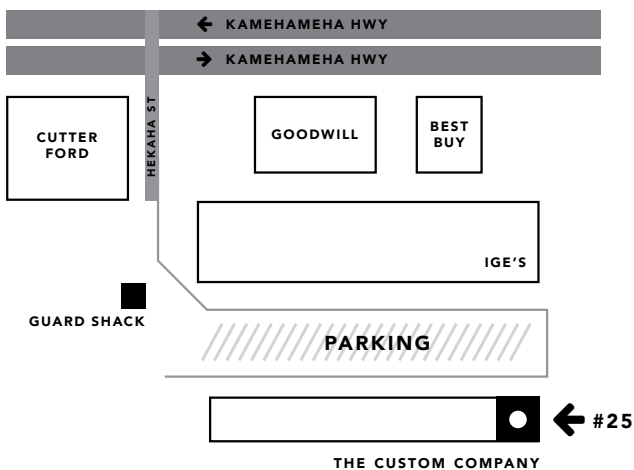 KAMEHAMEHA HWY
KAMEHAMEHA HWY
HEKAHA ST
CUTTER
FORD
GOODWILL
BEST
BUY
IGE'S
GUARD SHACK
PARKING
#25
THE CUSTOM COMPANY